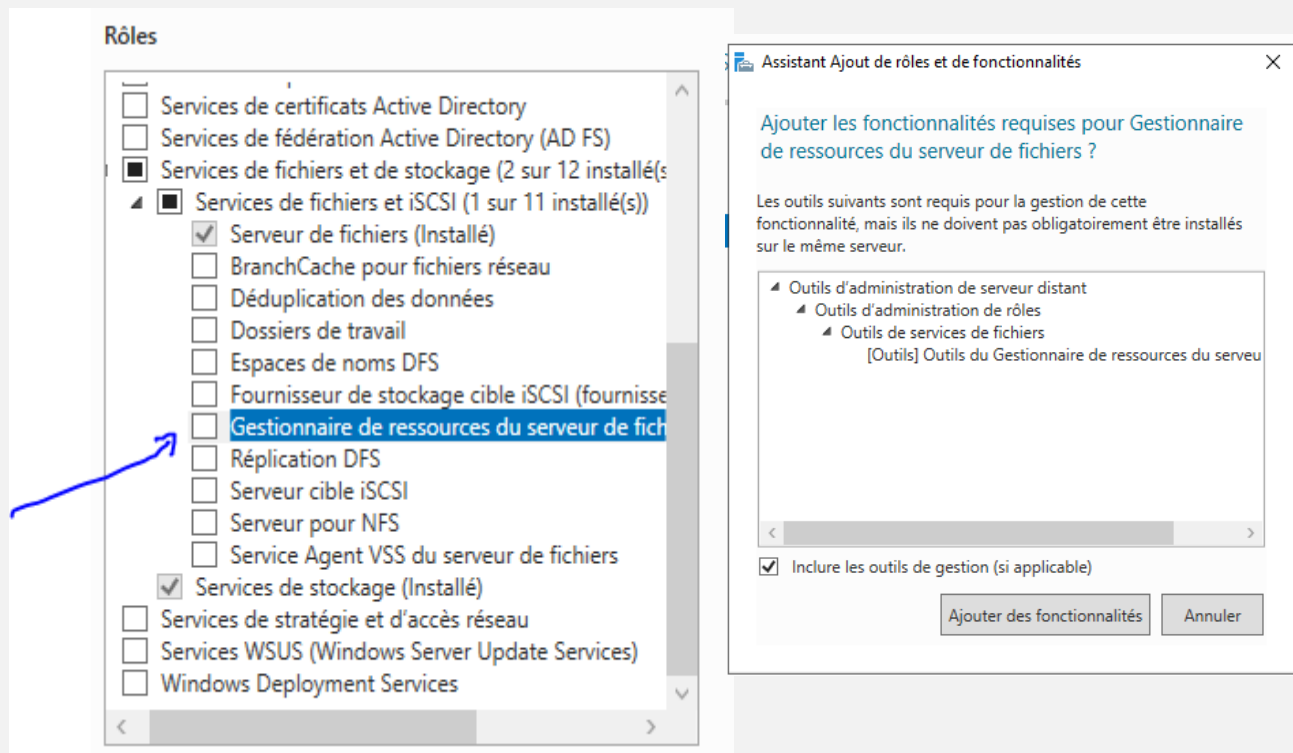 Rôles
Services de certificats Active Directory
Services de fédération Active Directory (AD FS)
Services de fichiers et de stockage (2 sur 12 installé(s
Services de fichiers et iSCSI (1 sur 11 installé(s))
Serveur de fichiers (Installé)
BranchCache pour fichiers réseau
Déduplication des données
Dossiers de travail
Espaces de noms DFS
Fournisseur de stockage cible iSCSI (fournisse
Gestionnaire de ressources du serveur de fich
Réplication DFS
Serveur cible iSCSI
Serveur pour NFS
Service Agent VSS du serveur de fichiers
Services de stockage (Installé)
Services de stratégie et d'accès réseau
Services WSUS (Windows Server Update Services)
Windows Deployment Services
Assistant Ajout de rôles et de fonctionnalités
Ajouter les fonctionnalités requises pour Gestionnaire
de ressources du serveur de fichiers ?
Les outils suivants sont requis pour la gestion de cette
fonctionnalité, mais ils ne doivent pas obligatoirement être installés
sur le même serveur.
Outils d'administration de serveur distant
Outils d'administration de rôles
Outils de services de fichiers
[Outils] Outils du Gestionnaire de ressources du serveu
Inclure les outils de gestion (si applicable)
Ajouter des fonctionnalités
Annuler